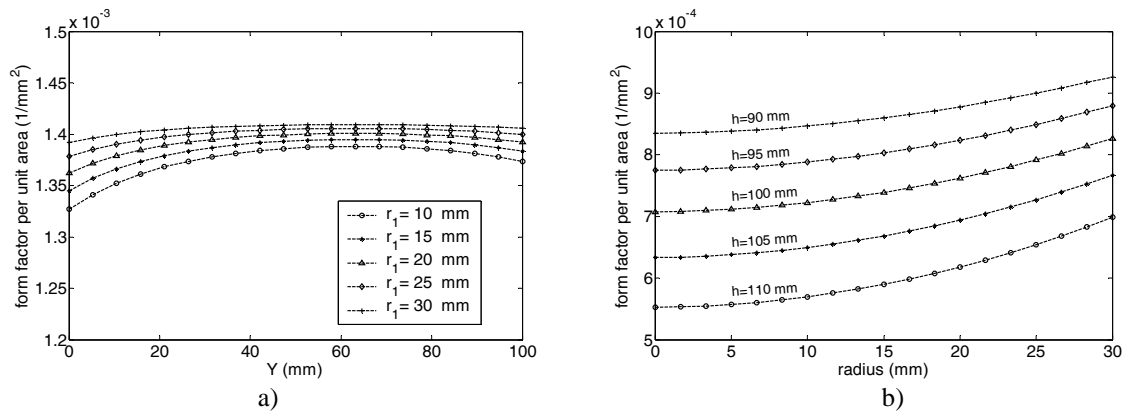 x 10⁻³
1.5
1.45
1.4
1.35
1.3
1.25
1.2
form factor per unit area (1/mm²)
0
20
40
60
80
100
Y (mm)
r₁= 10 mm
r₁= 15 mm
r₁= 20 mm
r₁= 25 mm
r₁= 30 mm
a)
x 10⁻⁴
10
9
8
7
6
5
form factor per unit area (1/mm²)
h=90 mm
h=95 mm
h=100 mm
h=105 mm
h=110 mm
0
5
10
15
20
25
30
radius (mm)
b)